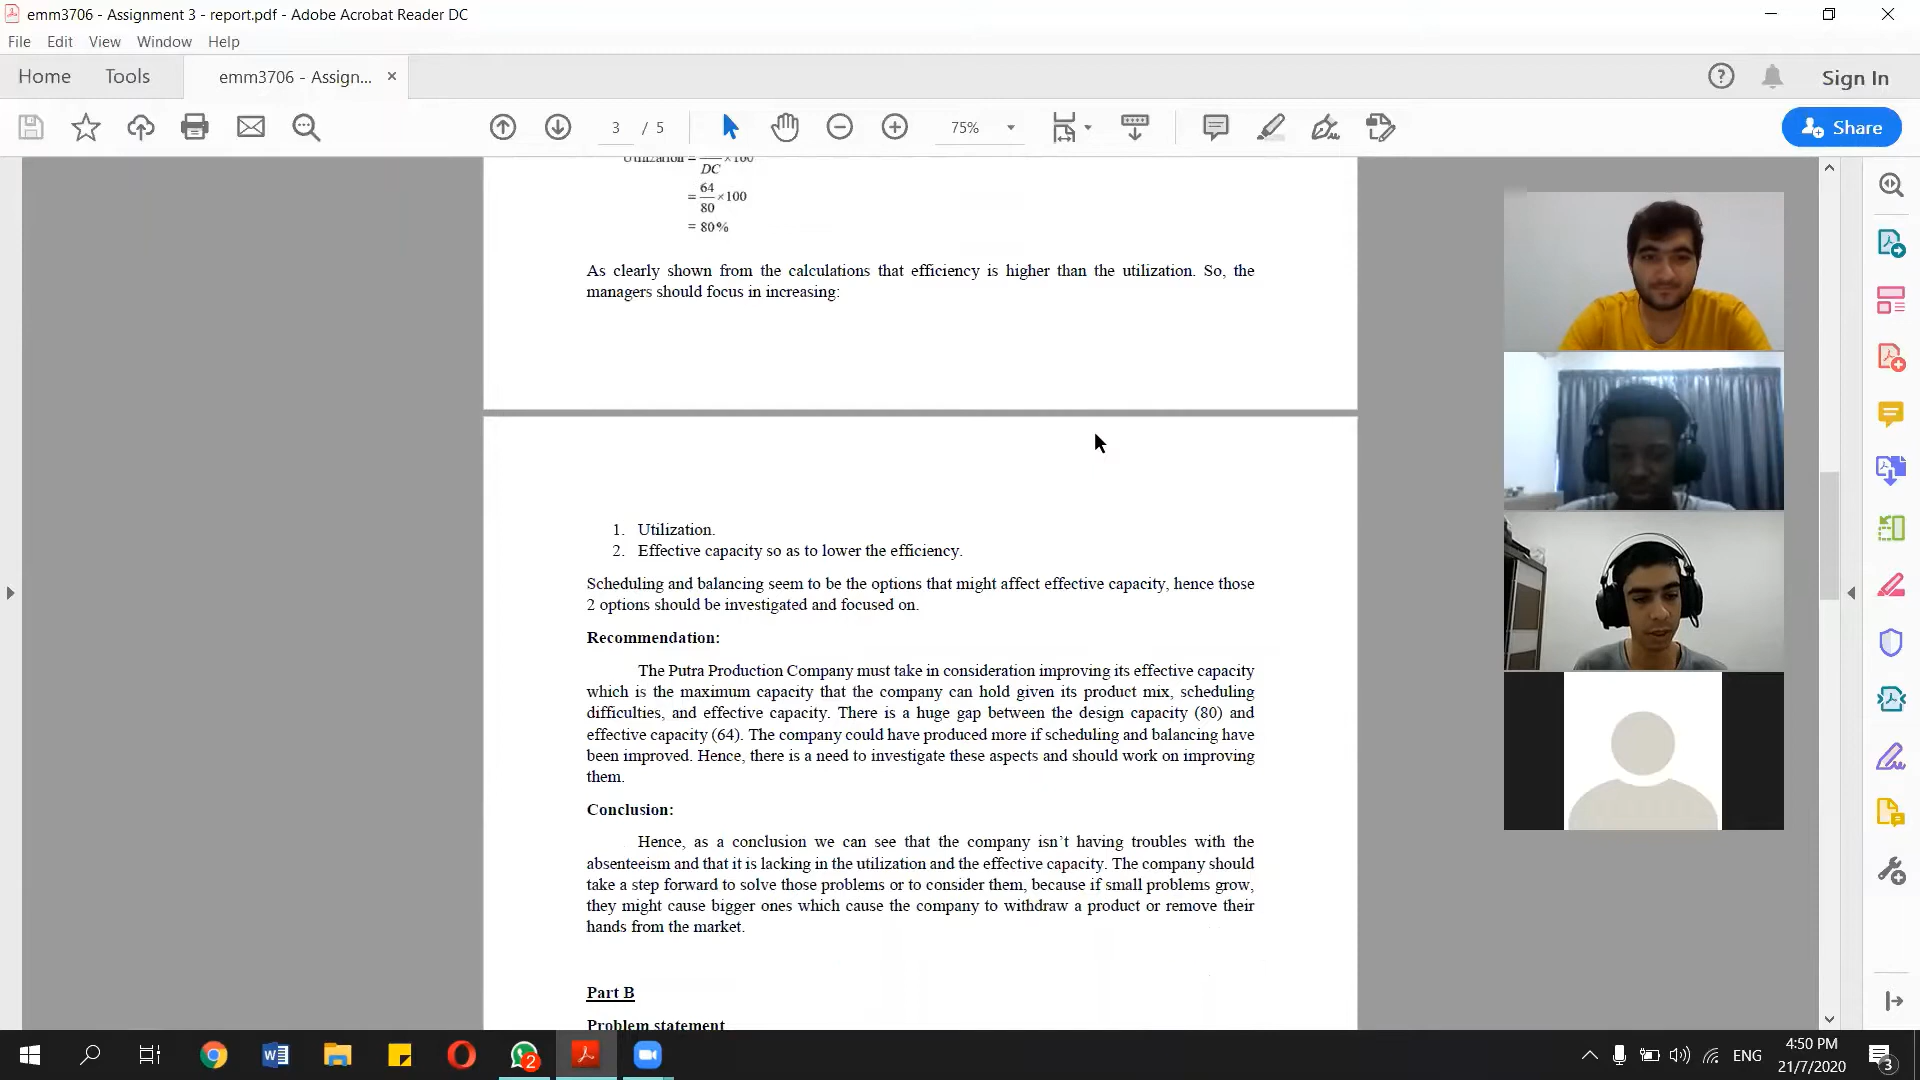 emm3706 - Assignment 3 - report.pdf - Adobe Acrobat Reader DC
File Edit View Window Help
Home Tools emm3706 - Assign... × Sign In
3 / 5 75% Share
Utilization = ×100
DC
= 64/80 ×100
= 80%
As clearly shown from the calculations that efficiency is higher than the utilization. So, the
managers should focus in increasing:
1. Utilization.
2. Effective capacity so as to lower the efficiency.
Scheduling and balancing seem to be the options that might affect effective capacity, hence those
2 options should be investigated and focused on.
Recommendation:
The Putra Production Company must take in consideration improving its effective capacity
which is the maximum capacity that the company can hold given its product mix, scheduling
difficulties, and effective capacity. There is a huge gap between the design capacity (80) and
effective capacity (64). The company could have produced more if scheduling and balancing have
been improved. Hence, there is a need to investigate these aspects and should work on improving
them.
Conclusion:
Hence, as a conclusion we can see that the company isn't having troubles with the
absenteeism and that it is lacking in the utilization and the effective capacity. The company should
take a step forward to solve those problems or to consider them, because if small problems grow,
they might cause bigger ones which cause the company to withdraw a product or remove their
hands from the market.
Part B
Problem statement
2
ENG
4:50 PM
21/7/2020
3